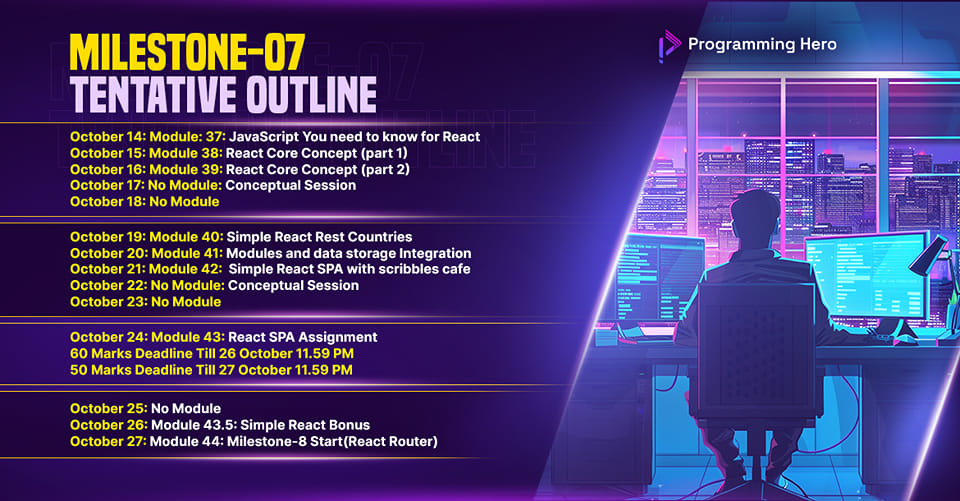 Programming Hero
MILESTONE-07
TENTATIVE OUTLINE
October 14: Module: 37: JavaScript You need to know for React
October 15: Module 38: React Core Concept (part 1)
October 16: Module 39: React Core Concept (part 2)
October 17: No Module: Conceptual Session
October 18: No Module
October 19: Module 40: Simple React Rest Countries
October 20: Module 41: Modules and data storage Integration
October 21: Module 42: Simple React SPA with scribbles cafe
October 22: No Module: Conceptual Session
October 23: No Module
October 24: Module 43: React SPA Assignment
60 Marks Deadline Till 26 October 11.59 PM
50 Marks Deadline Till 27 October 11.59 PM
October 25: No Module
October 26: Module 43.5: Simple React Bonus
October 27: Module 44: Milestone-8 Start(React Router)